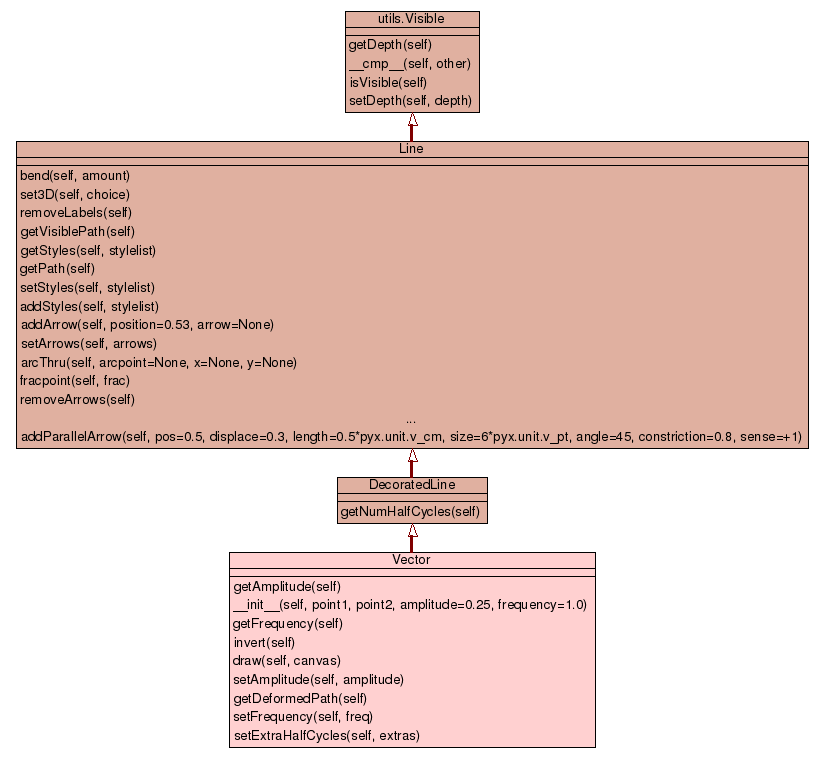 utils.Visible
getDepth(self)
__cmp__(self, other)
isVisible(self)
setDepth(self, depth)
Line
bend(self, amount)
set3D(self, choice)
removeLabels(self)
getVisiblePath(self)
getStyles(self, stylelist)
getPath(self)
setStyles(self, stylelist)
addStyles(self, stylelist)
addArrow(self, position=0.53, arrow=None)
setArrows(self, arrows)
arcThru(self, arcpoint=None, x=None, y=None)
fracpoint(self, frac)
removeArrows(self)
...
addParallelArrow(self, pos=0.5, displace=0.3, length=0.5*pyx.unit.v_cm, size=6*pyx.unit.v_pt, angle=45, constriction=0.8, sense=+1)
DecoratedLine
getNumHalfCycles(self)
Vector
getAmplitude(self)
__init__(self, point1, point2, amplitude=0.25, frequency=1.0)
getFrequency(self)
invert(self)
draw(self, canvas)
setAmplitude(self, amplitude)
getDeformedPath(self)
setFrequency(self, freq)
setExtraHalfCycles(self, extras)